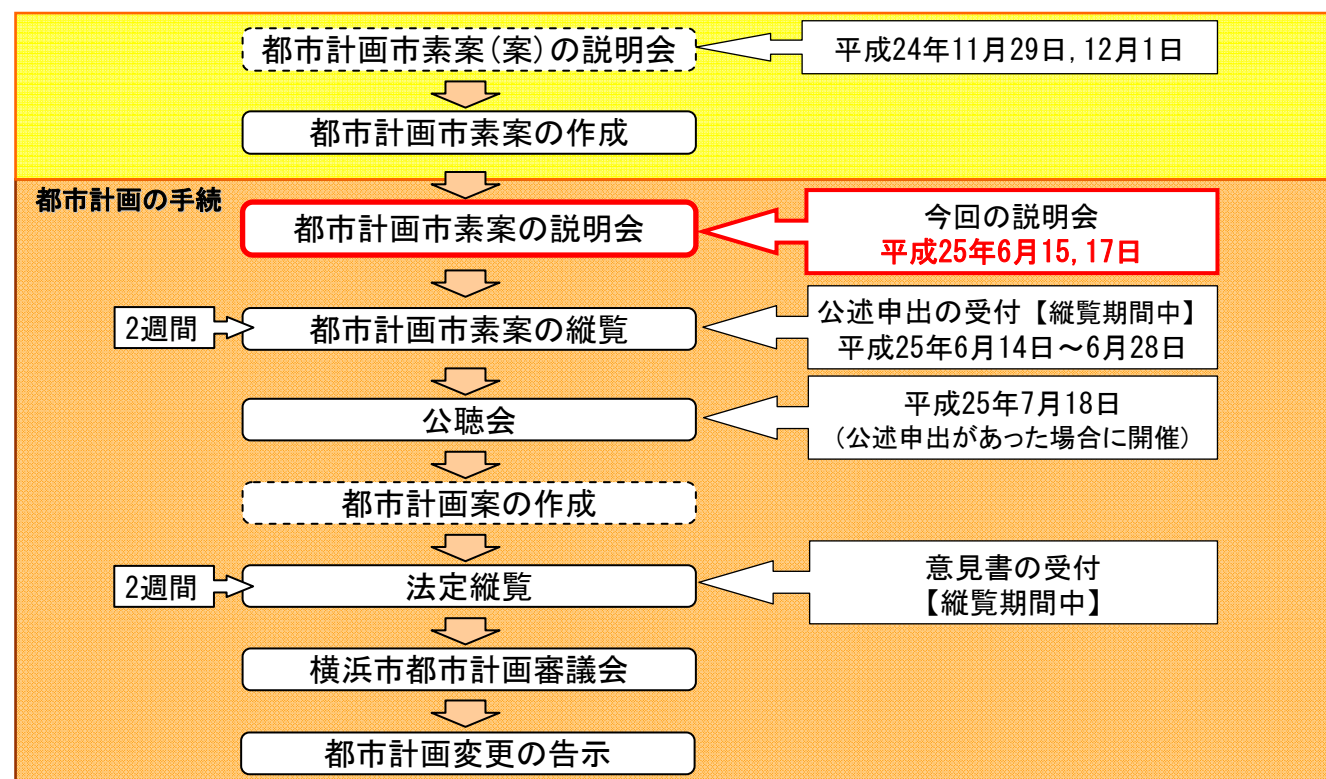 都市計画市素案(案)の説明会
平成24年11月29日,12月1日
都市計画市素案の作成
都市計画の手続
都市計画市素案の説明会
今回の説明会
平成25年6月15,17日
2週間
都市計画市素案の縦覧
公述申出の受付【縦覧期間中】
平成25年6月14日～6月28日
公聴会
平成25年7月18日
(公述申出があった場合に開催)
都市計画案の作成
2週間
法定縦覧
意見書の受付
【縦覧期間中】
横浜市都市計画審議会
都市計画変更の告示